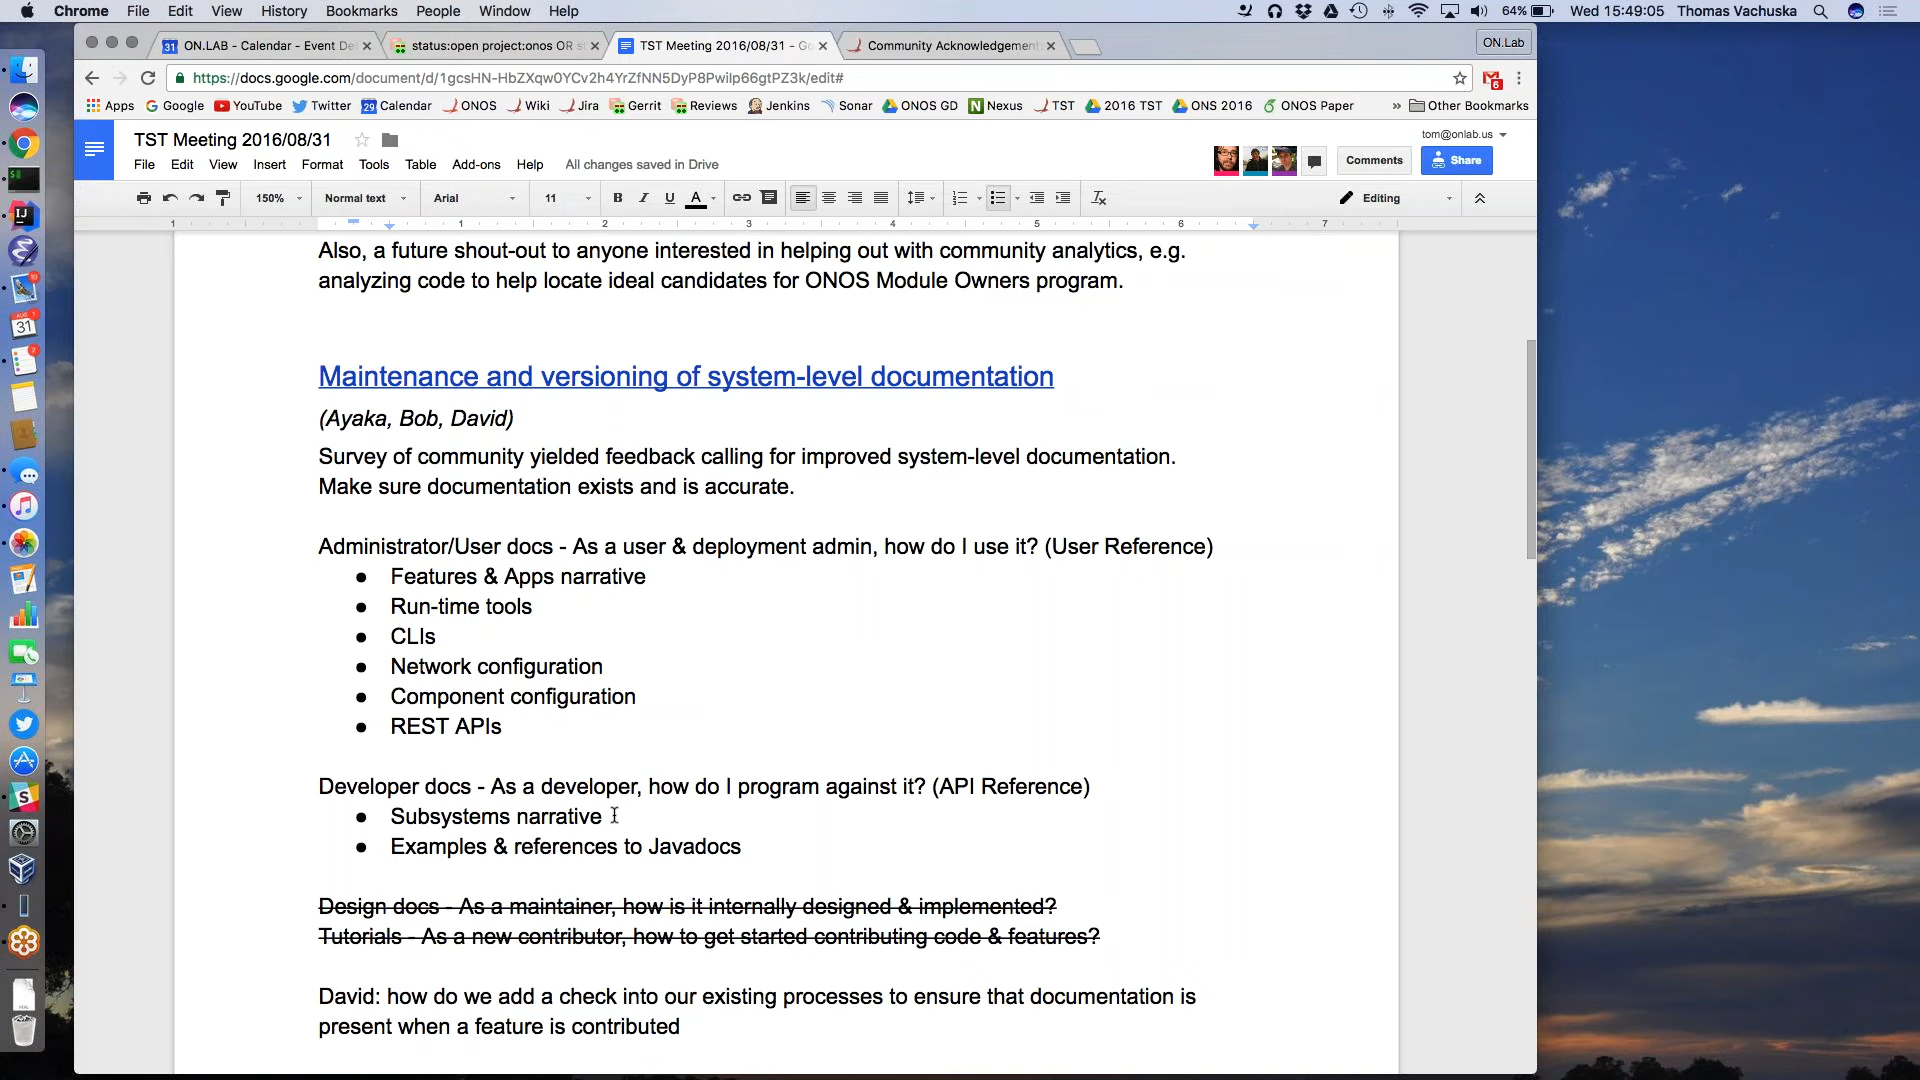 Chrome File Edit View History Bookmarks People Window Help 64% Wed 15:49:05 Thomas Vachuska
ON.LAB - Calendar - Event De status:open project:onos OR s TST Meeting 2016/08/31 - Go Community Acknowledgement ON.Lab
https://docs.google.com/document/d/1gcsHN-HbZXqw0YCv2h4YrZfNN5DyP8Pwilp66gtPZ3k/edit#
Apps Google YouTube Twitter Calendar ONOS Wiki Jira Gerrit Reviews Jenkins Sonar ONOS GD Nexus TST 2016 TST ONS 2016 ONOS Paper » Other Bookmarks
TST Meeting 2016/08/31
tom@onlab.us
File Edit View Insert Format Tools Table Add-ons Help All changes saved in Drive
Comments Share
150% Normal text Arial 11 B I U A Editing
1 1 2 3 4 5 6 7
Also, a future shout-out to anyone interested in helping out with community analytics, e.g.
analyzing code to help locate ideal candidates for ONOS Module Owners program.
Maintenance and versioning of system-level documentation
(Ayaka, Bob, David)
Survey of community yielded feedback calling for improved system-level documentation.
Make sure documentation exists and is accurate.
Administrator/User docs - As a user & deployment admin, how do I use it? (User Reference)
● Features & Apps narrative
● Run-time tools
● CLIs
● Network configuration
● Component configuration
● REST APIs
Developer docs - As a developer, how do I program against it? (API Reference)
● Subsystems narrative
● Examples & references to Javadocs
Design docs - As a maintainer, how is it internally designed & implemented?
Tutorials - As a new contributor, how to get started contributing code & features?
David: how do we add a check into our existing processes to ensure that documentation is
present when a feature is contributed